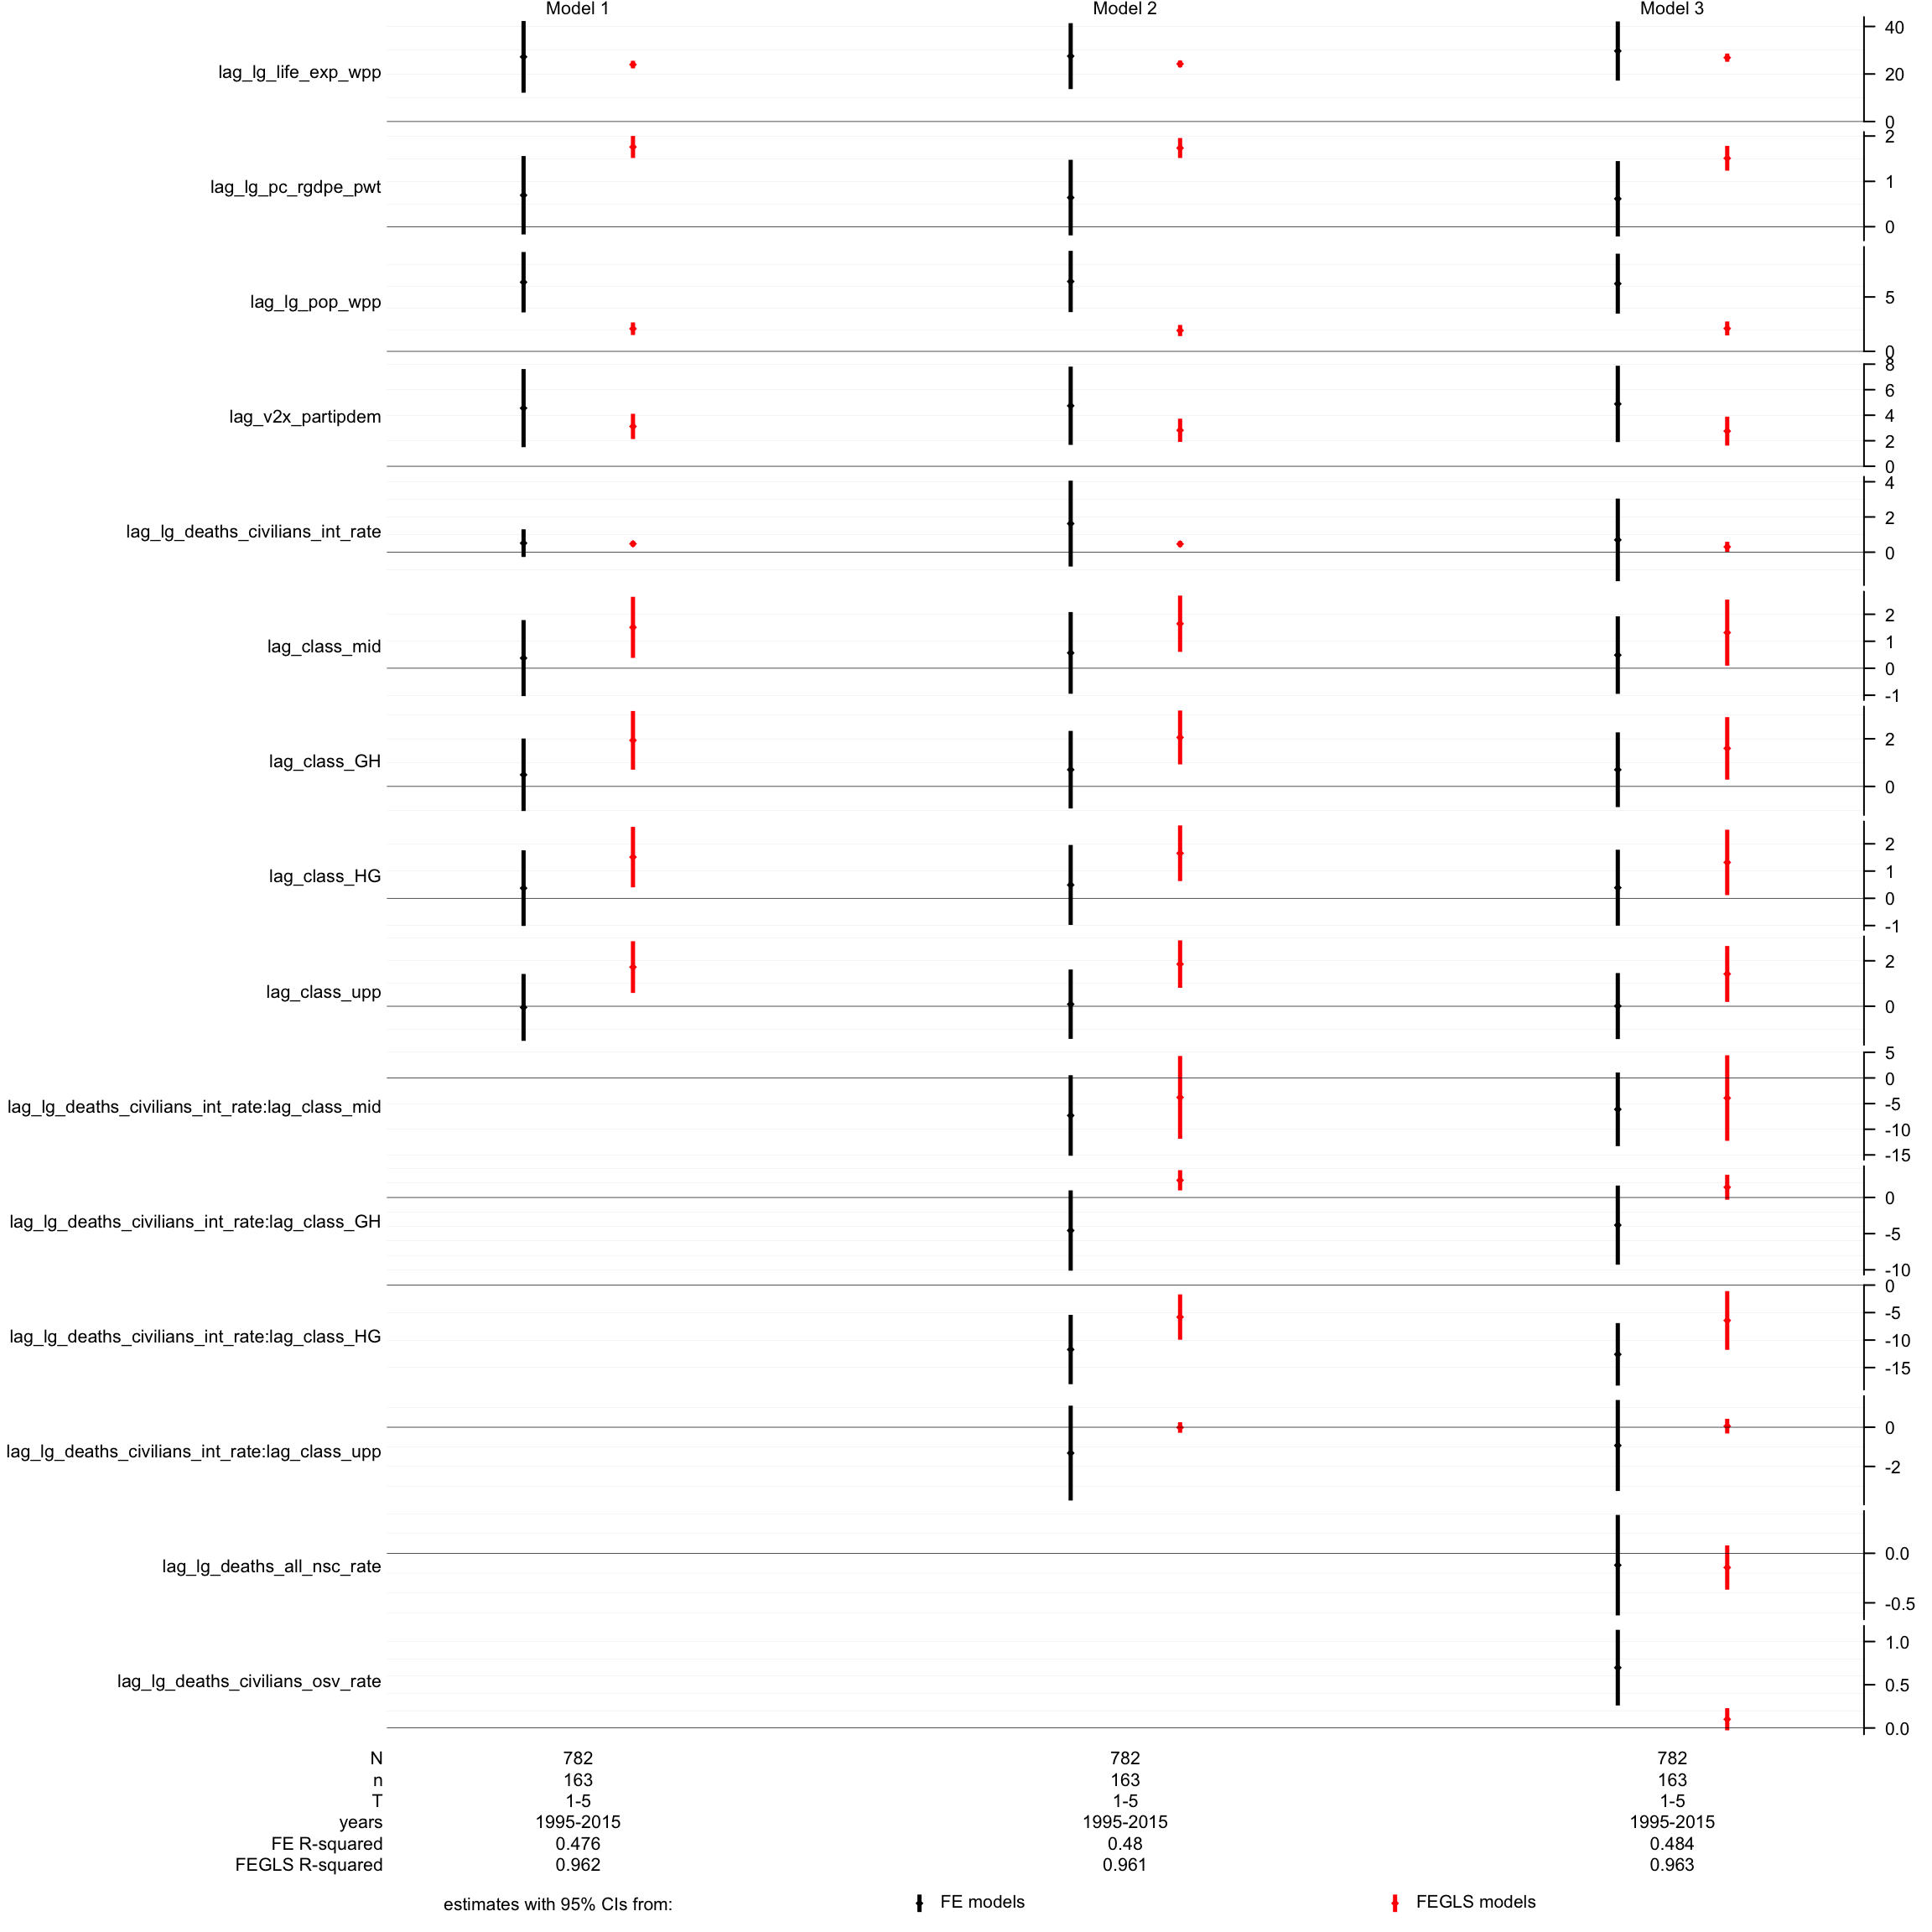 Model 1 Model 2 Model 3
40
lag_lg_life_exp_wpp
20
0
2
lag_lg_pc_rgdpe_pwt
1
0
5
lag_lg_pop_wpp
0
8
6
lag_v2x_partipdem
4
2
0
4
2
lag_lg_deaths_civilians_int_rate
0
2
1
lag_class_mid
0
-1
2
lag_class_GH
0
2
1
lag_class_HG
0
-1
2
lag_class_upp
0
5
0
-5
lag_lg_deaths_civilians_int_rate:lag_class_mid
-10
-15
0
lag_lg_deaths_civilians_int_rate:lag_class_GH
-5
-10
0
-5
lag_lg_deaths_civilians_int_rate:lag_class_HG
-10
-15
0
lag_lg_deaths_civilians_int_rate:lag_class_upp
-2
0.0
lag_lg_deaths_all_nsc_rate
-0.5
1.0
lag_lg_deaths_civilians_osv_rate
0.5
0.0
N 782 782 782
n 163 163 163
T 1-5 1-5 1-5
years 1995-2015 1995-2015 1995-2015
FE R-squared 0.476 0.48 0.484
FEGLS R-squared 0.962 0.961 0.963
estimates with 95% CIs from: FE models FEGLS models